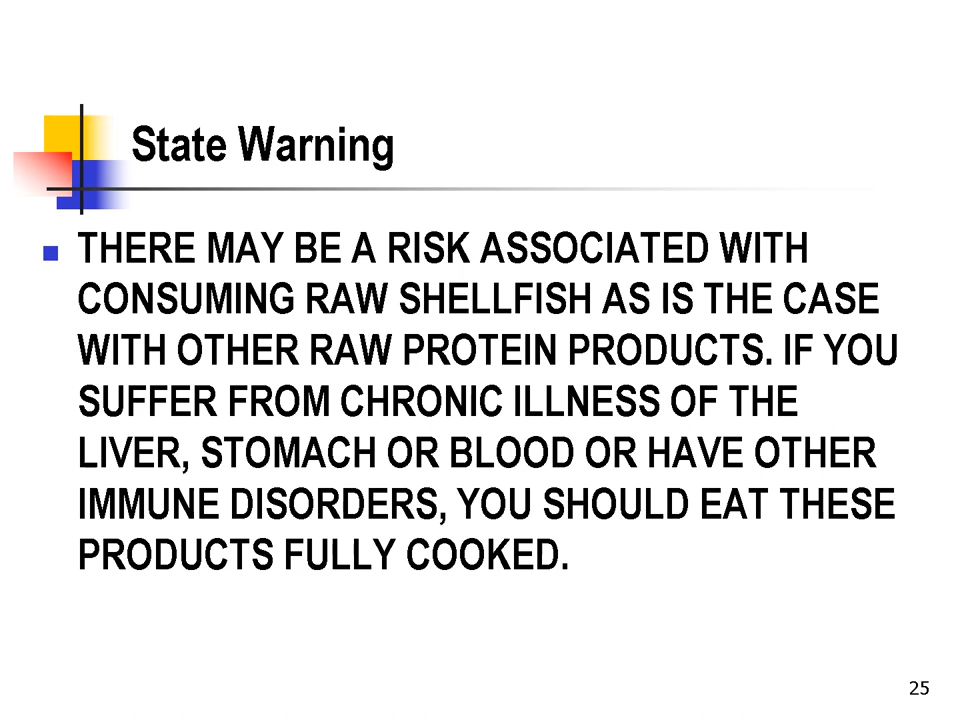 State Warning
THERE MAY BE A RISK ASSOCIATED WITH
CONSUMING RAW SHELLFISH AS IS THE CASE
WITH OTHER RAW PROTEIN PRODUCTS. IF YOU
SUFFER FROM CHRONIC ILLNESS OF THE
LIVER, STOMACH OR BLOOD OR HAVE OTHER
IMMUNE DISORDERS, YOU SHOULD EAT THESE
PRODUCTS FULLY COOKED.
25